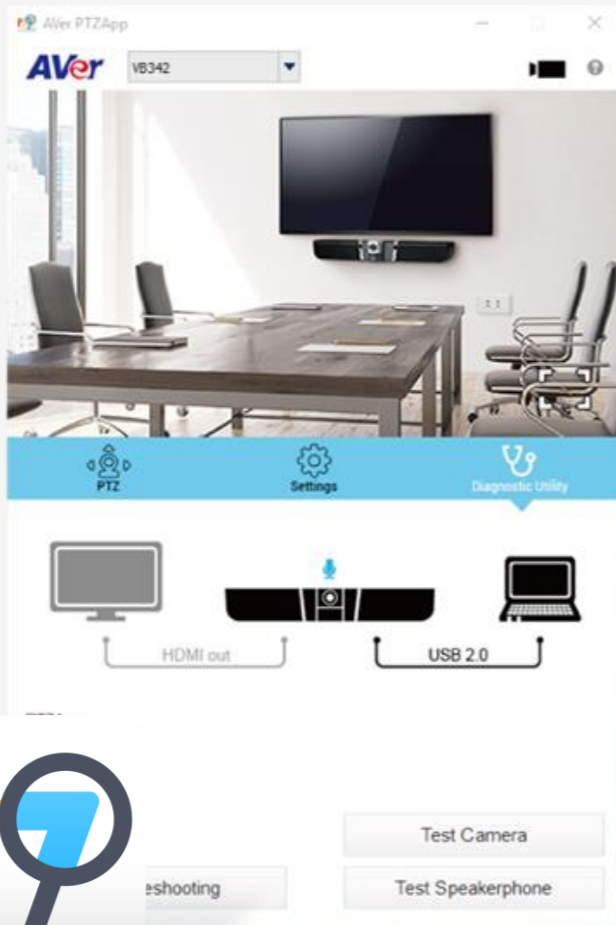 AVer PTZApp
AVer VB342
PTZ Settings Diagnostic Utility
HDMI out USB 2.0
Test Camera
eshooting Test Speakerphone